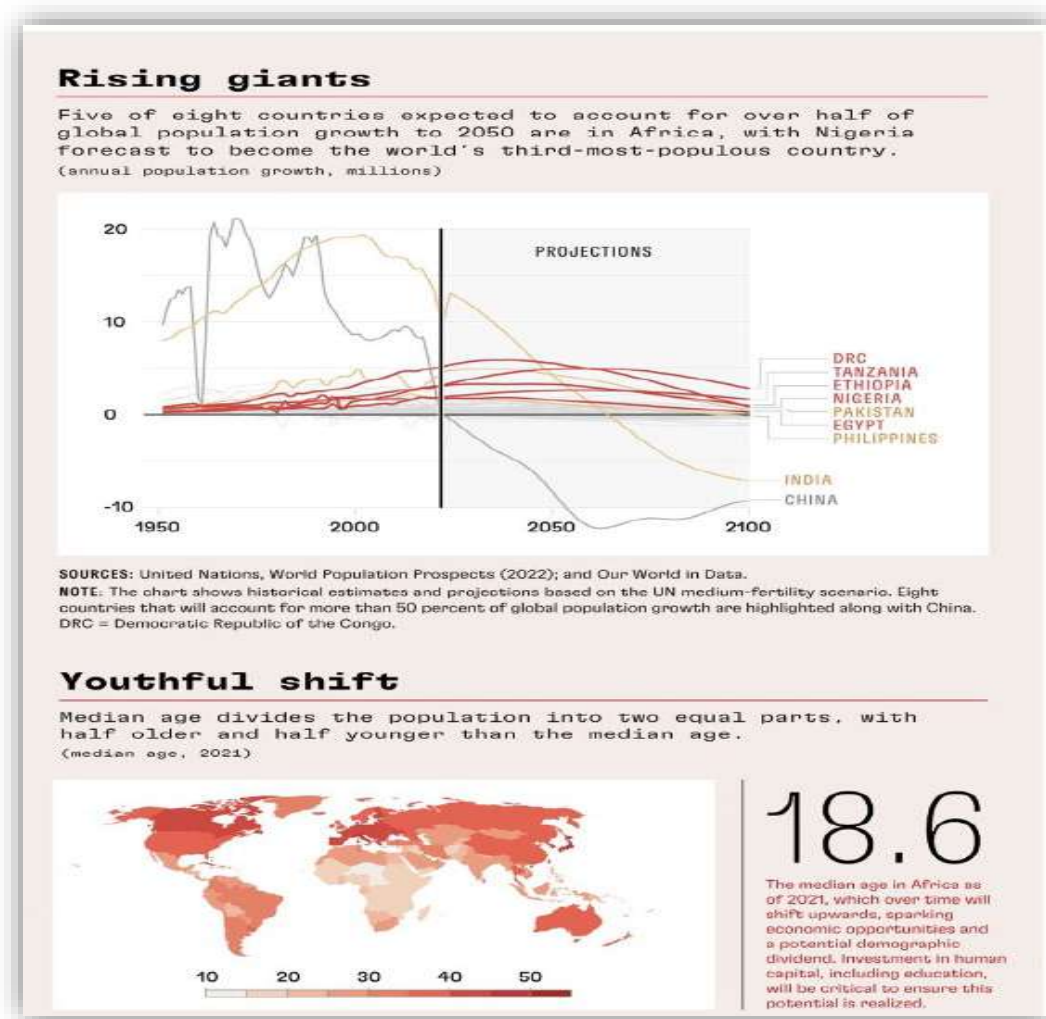 Rising giants
Five of eight countries expected to account for over half of
global population growth to 2050 are in Africa, with Nigeria
forecast to become the world's third-most-populous country.
(annual population growth, millions)
20
PROJECTIONS
10
DRC
TANZANIA
ETHIOPIA
NIGERIA
0
PAKISTAN
EGYPT
PHILIPPINES
INDIA
CHINA
-10
1950
2000
2050
2100
SOURCES: United Nations, World Population Prospects (2022); and Our World in Data.
NOTE: The chart shows historical estimates and projections based on the UN medium-fertility scenario. Eight
countries that will account for more than 50 percent of global population growth are highlighted along with China.
DRC = Democratic Republic of the Congo.
Youthful shift
Median age divides the population into two equal parts, with
half older and half younger than the median age.
(median age, 2021)
10 20 30 40 50
18.6
The median age in Africa as
of 2021, which over time will
shift upwards, sparking
economic opportunities and
a potential demographic
dividend. Investment in human
capital, including education,
will be critical to ensure this
potential is realized.